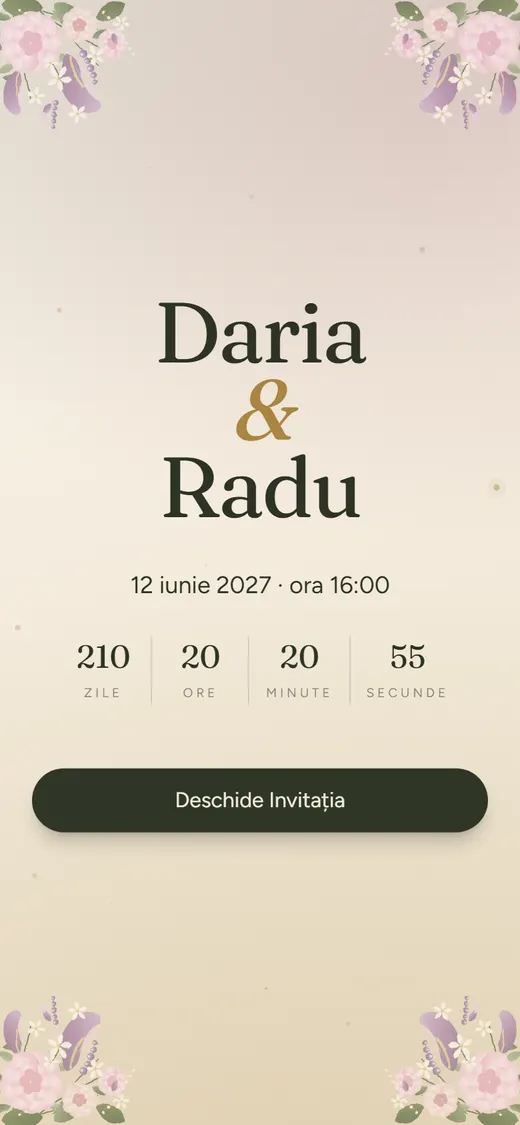 Daria
&
Radu
12 iunie 2027 · ora 16:00
210 20 20 55
ZILE ORE MINUTE SECUNDE
Deschide Invitația